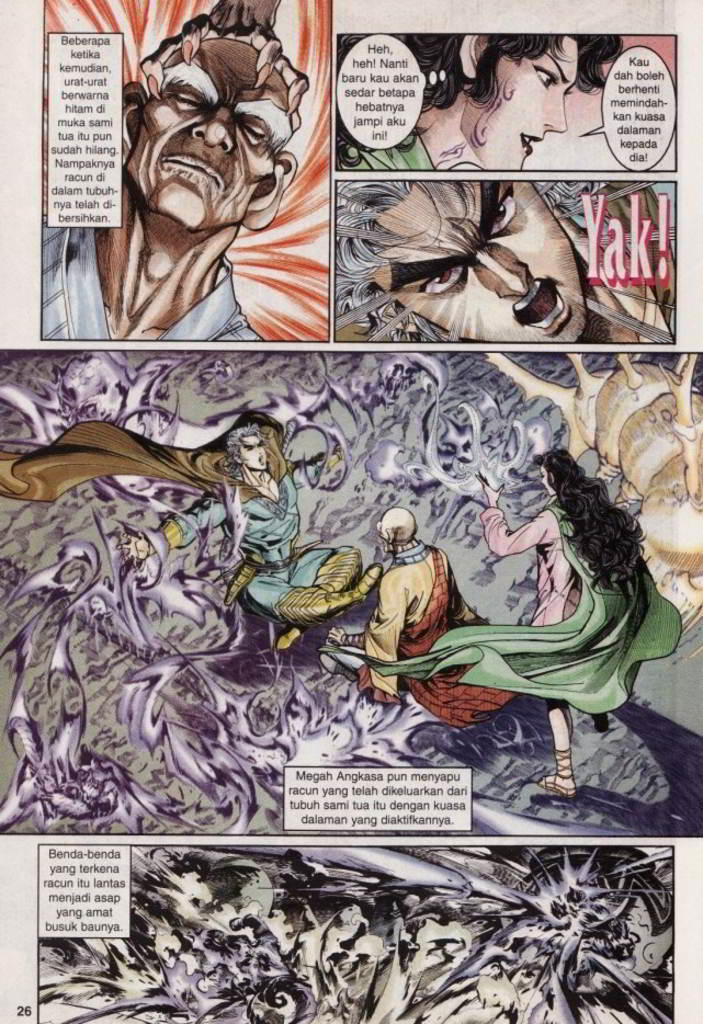 Beberapa
ketika
kemudian,
urat-urat
berwarna
hitam di
muka sami
tua itu pun
sudah hilang.
Nampaknya
racun di
dalam tubuh-
nya telah di-
bersihkan.
Heh,
heh! Nanti
baru kau akan
sedar betapa
hebatnya
jampi aku
ini!
Kau
dah boleh
berhenti
memindah-
kan kuasa
dalaman
kepada
dia!
Yak!
Megah Angkasa pun menyapu
racun yang telah dikeluarkan dari
tubuh sami tua itu dengan kuasa
dalaman yang diaktifkannya.
Benda-benda
yang terkena
racun itu lantas
menjadi asap
yang amat
busuk baunya.
26